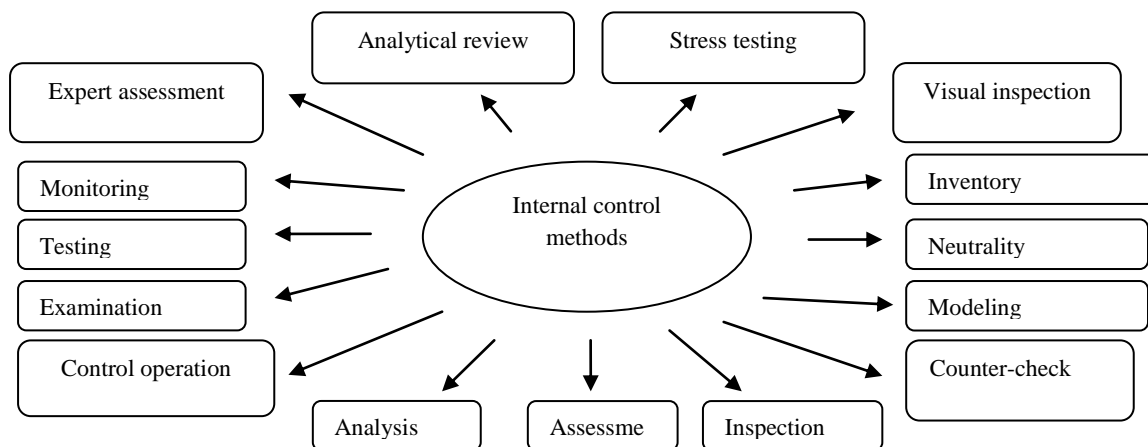 Analytical review
Stress testing
Expert assessment
Visual inspection
Monitoring
Inventory
Internal control
methods
Testing
Neutrality
Examination
Modeling
Control operation
Counter-check
Analysis
Assessme
Inspection